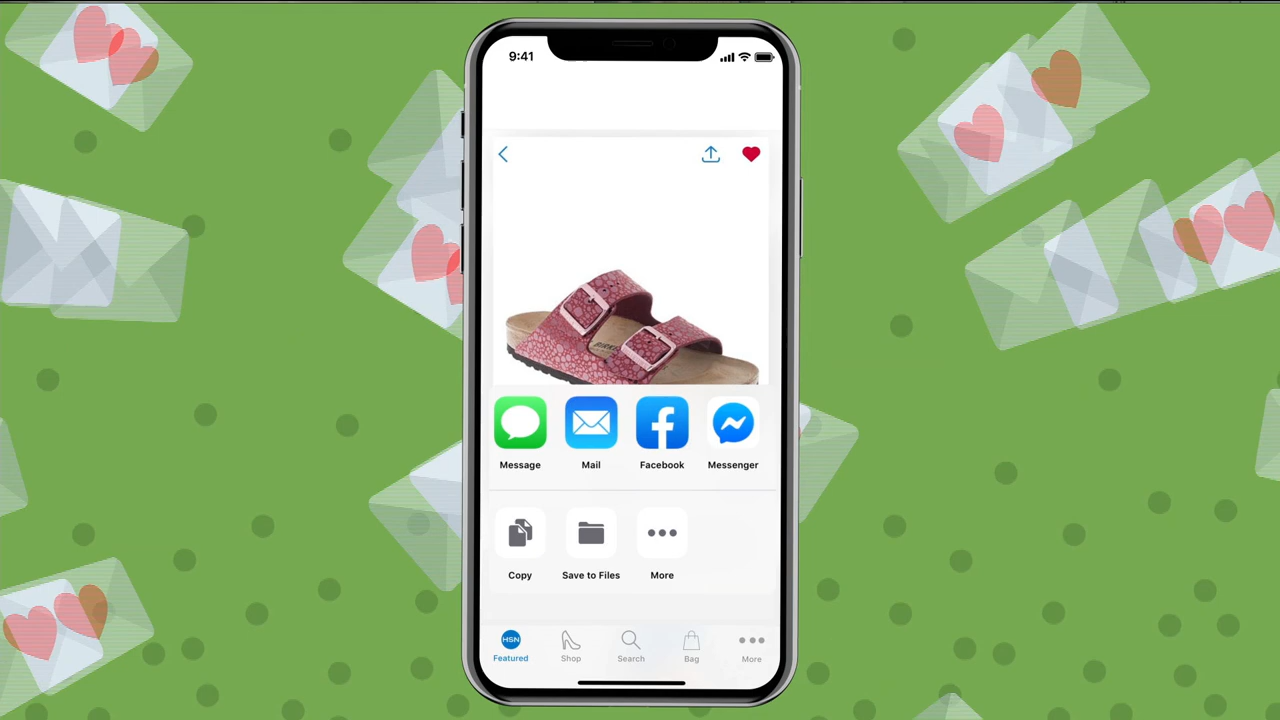 9:41
Message Mail Facebook Messenger
Copy Save to Files More
HSN
Featured Shop Search Bag More